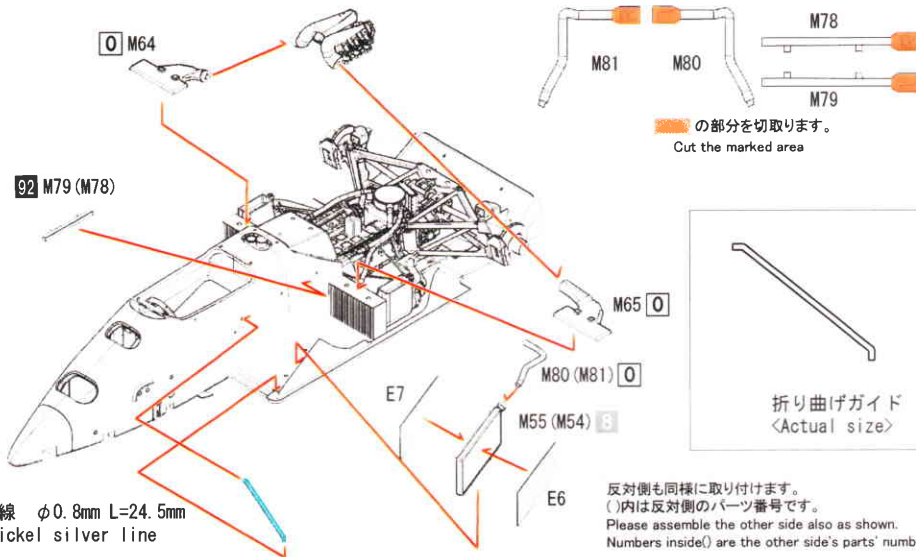 0 M64
M81
M80
M78
M79
の部分を切取ります。
Cut the marked area
92 M79 (M78)
M65 0
M80 (M81) 0
E7
M55 (M54) 8
E6
折り曲げガイド
<Actual size>
線 φ0.8mm L=24.5mm
ickel silver line
反対側も同様に取り付けます。
( )内は反対側のパーツ番号です。
Please assemble the other side also as shown.
Numbers inside() are the other side's parts' numb